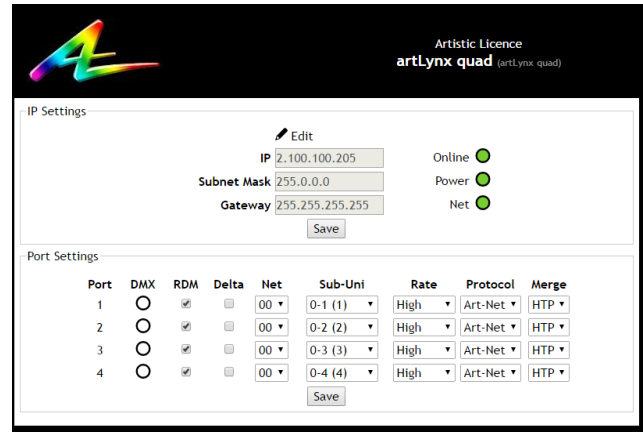 Artistic Licence
artLynx quad (artLynx quad)
IP Settings
Edit
IP 2.100.100.205 Online
Subnet Mask 255.0.0.0 Power
Gateway 255.255.255.255 Net
Save
Port Settings
Port DMX RDM Delta Net Sub-Uni Rate Protocol Merge
1 00 0-1 (1) High Art-Net HTP
2 00 0-2 (2) High Art-Net HTP
3 00 0-3 (3) High Art-Net HTP
4 00 0-4 (4) High Art-Net HTP
Save